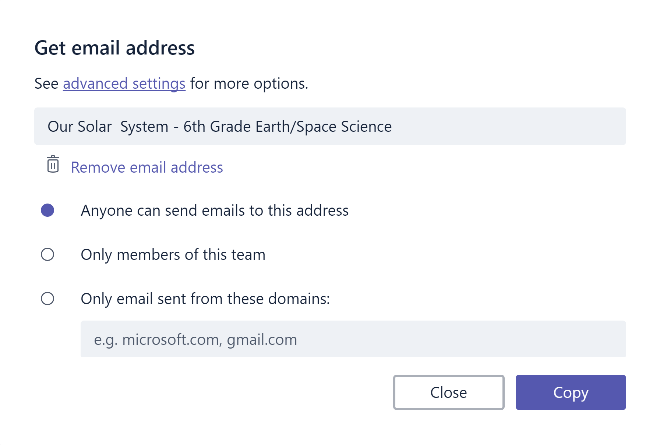 Get email address
See advanced settings for more options.
Our Solar  System - 6th Grade Earth/Space Science
Remove email address
Anyone can send emails to this address
Only members of this team
Only email sent from these domains:
e.g. microsoft.com, gmail.com
Close Copy